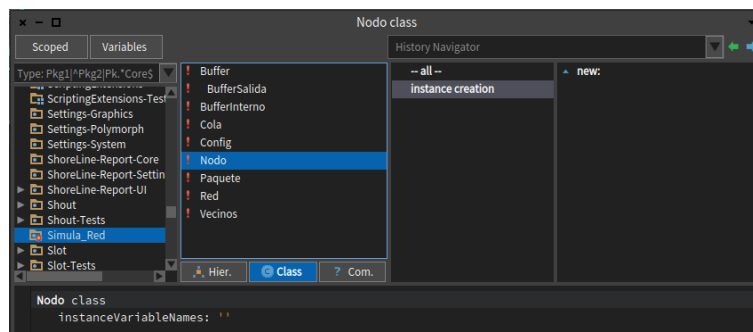 Nodo class
Scoped
Variables
History Navigator
Type: Pkg1|^Pkg2|Pk.*Core$
ScriptingExtensions-Test
Settings-Graphics
Settings-Polymorph
Settings-System
ShoreLine-Report-Core
ShoreLine-Report-Settin
ShoreLine-Report-UI
Shout
Shout-Tests
Simula_Red
Slot
Slot-Tests
! Buffer
! BufferSalida
! BufferInterno
! Cola
! Config
! Nodo
! Paquete
! Red
! Vecinos
Hier.
C Class
? Com.
-- all --
instance creation
new:
Nodo class
instanceVariableNames: ''